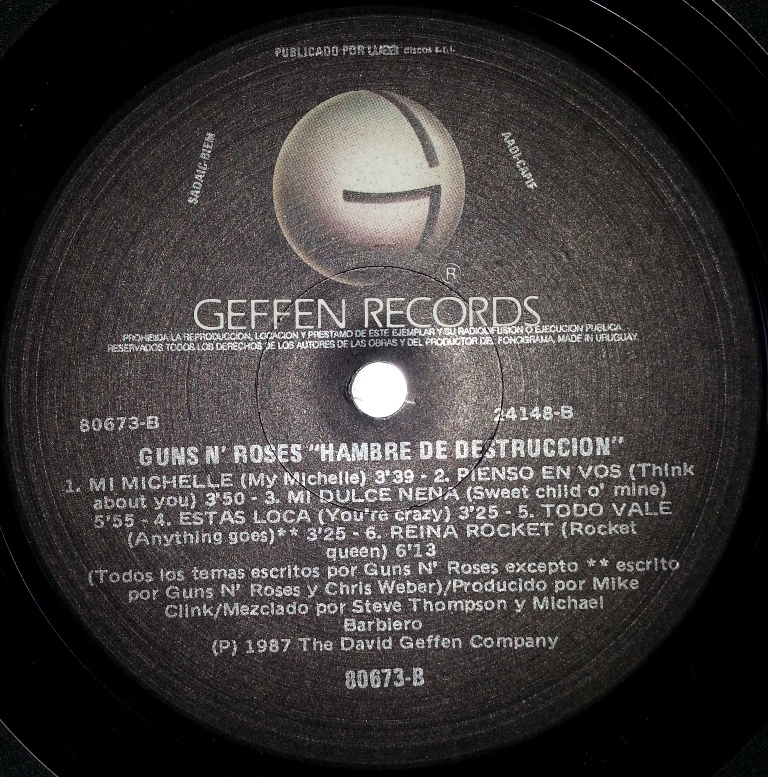 PUBLICADO POR discos s.r.l.
SADAIC-BIEM
AADI-CAPIF
®
GEFFEN RECORDS
PROHIBIDA LA REPRODUCCION, LOCACION Y PRESTAMO DE ESTE EJEMPLAR Y SU RADIODIFUSION O EJECUCION PUBLICA
RESERVADOS TODOS LOS DERECHOS DE LOS AUTORES DE LAS OBRAS Y DEL PRODUCTOR DEL FONOGRAMA, MADE IN URUGUAY
80673-B
24148-B
GUNS N' ROSES "HAMBRE DE DESTRUCCION"
1. MI MICHELLE (My Michelle) 3'39 - 2. PIENSO EN VOS (Think
about you) 3'50 - 3. MI DULCE NENA (Sweet child o' mine)
5'55 - 4. ESTAS LOCA (You're crazy) 3'25 - 5. TODO VALE
(Anything goes)** 3'25 - 6. REINA ROCKET (Rocket
queen) 6'13
(Todos los temas escritos por Guns N' Roses excepto ** escrito
por Guns N' Roses y Chris Weber)/Producido por Mike
Clink/Mezclado por Steve Thompson y Michael
Barbiero
(P) 1987 The David Geffen Company
80673-B